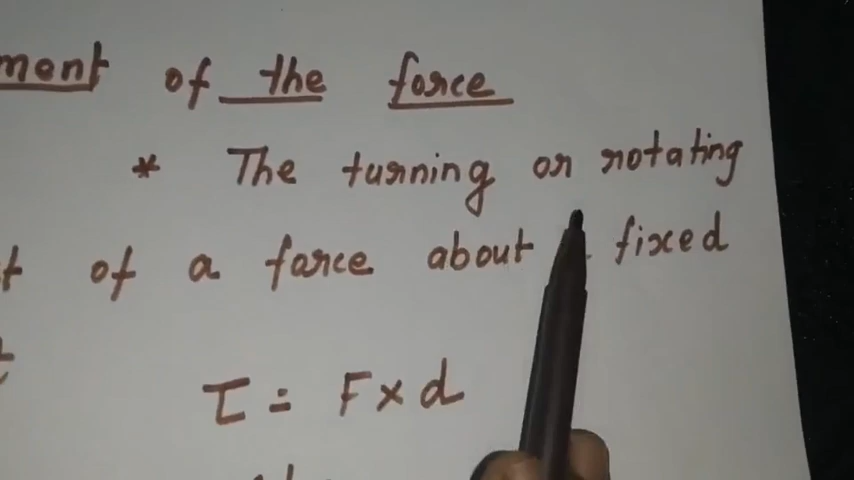 of the force
* The turning or rotating
of a force about fixed
τ = F × d